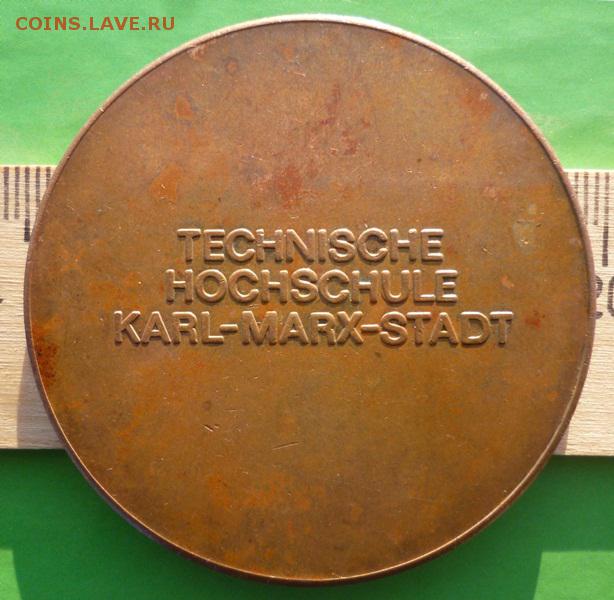 COINS.LAVE.RU
TECHNISCHE
HOCHSCHULE
KARL-MARX-STADT